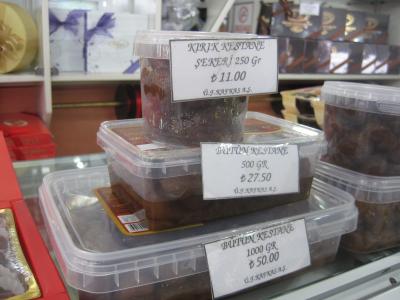 KIRIK KESTANE
ŞEKERİ 250 Gr
₺ 11.00
Ü.F.KAFKAS A.Ş.
BÜTÜN KESTANE
500 GR
₺ 27.50
Ü.F.KAFKAS A.Ş.
BÜTÜN KESTANE
1000 GR
₺ 50.00
Ü.F.KAFKAS A.Ş.